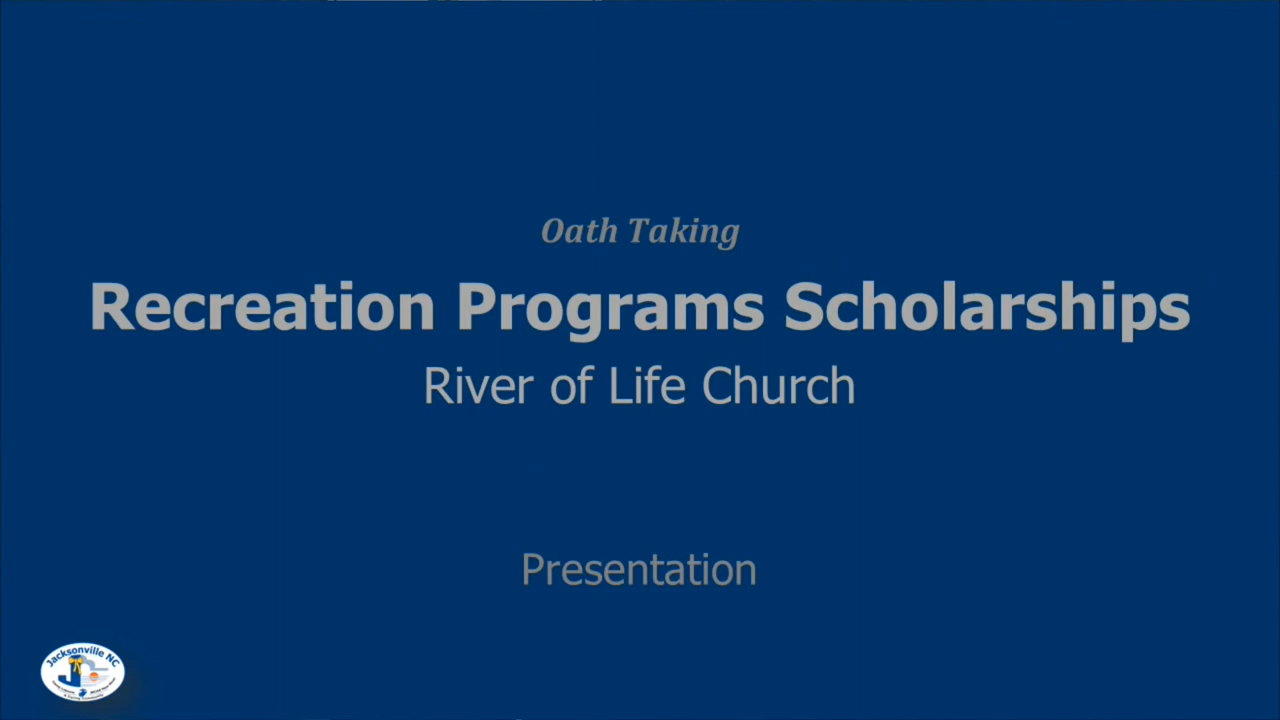 Oath Taking
Recreation Programs Scholarships
River of Life Church
Presentation
Jacksonville NC